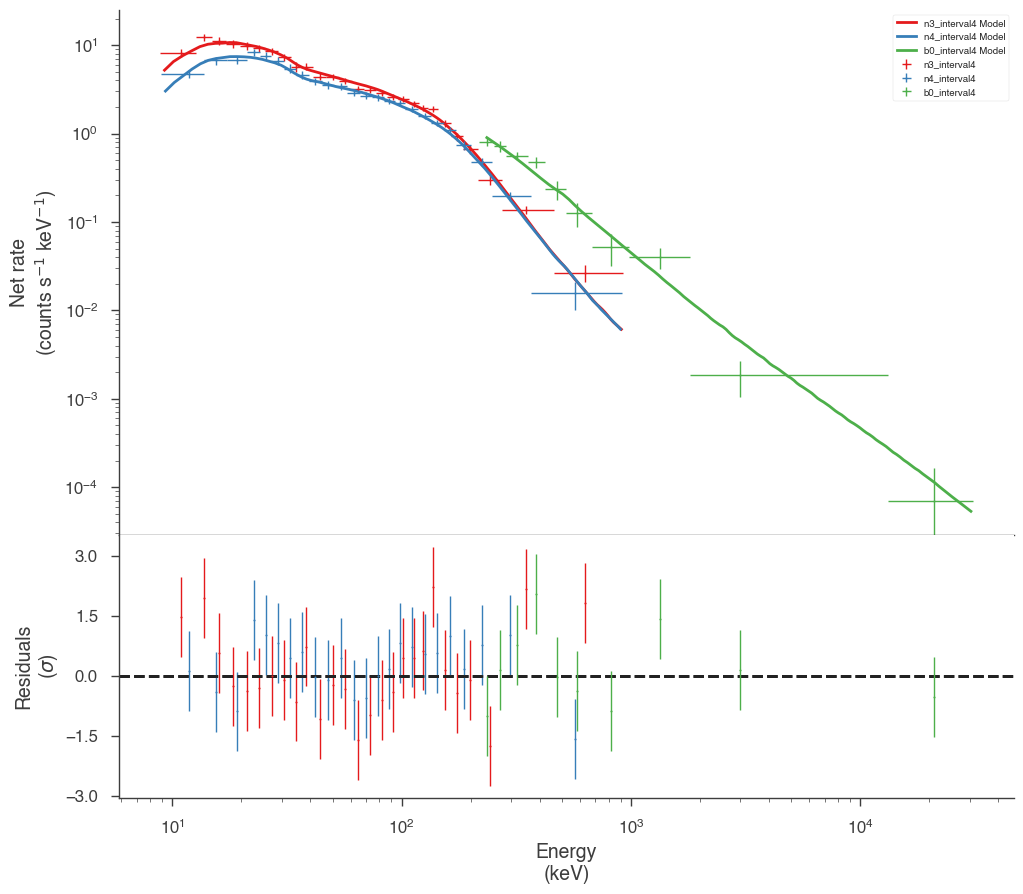 n3_interval4 Model
n4_interval4 Model
b0_interval4 Model
n3_interval4
n4_interval4
b0_interval4
Net rate
(counts s⁻¹ keV⁻¹)
10¹
10⁰
10⁻¹
10⁻²
10⁻³
10⁻⁴
Residuals
(σ)
3.0
1.5
0.0
−1.5
−3.0
10¹ 10² 10³ 10⁴
Energy
(keV)